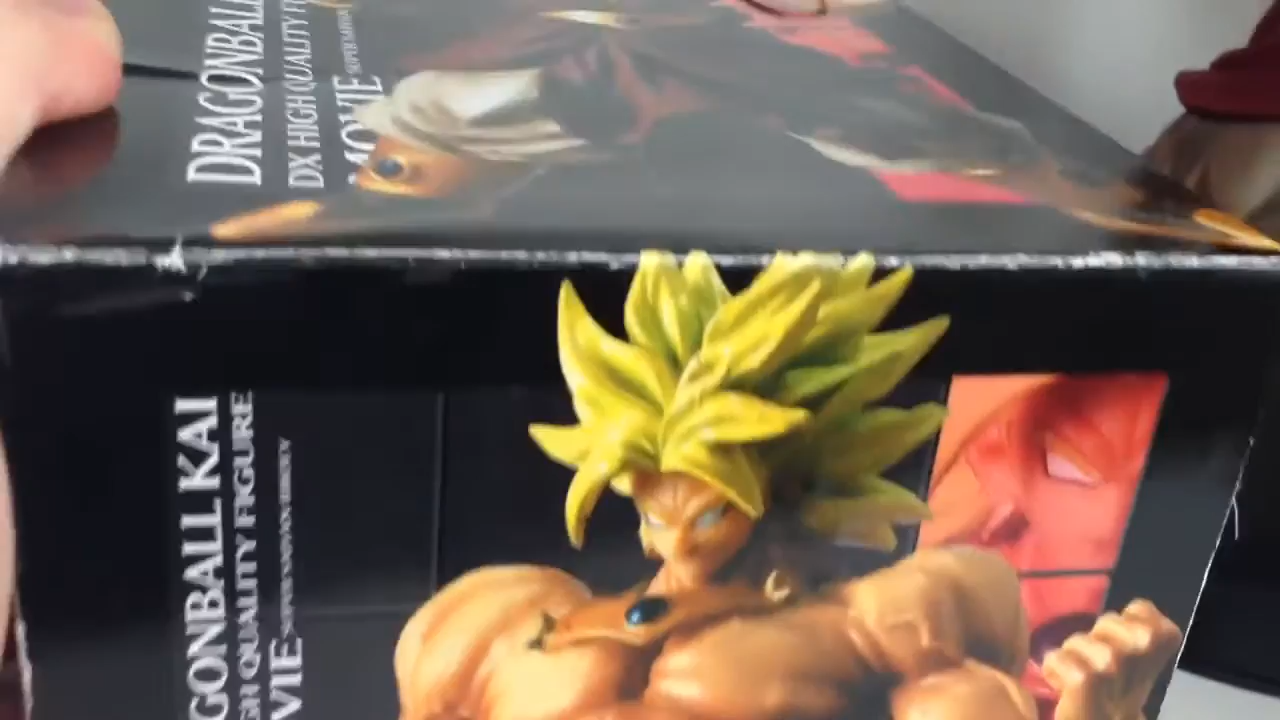 DRAGONBALL
DX HIGH QUALITY
MOVIE
GONBALL KAI
GH QUALITY FIGURE
VIE